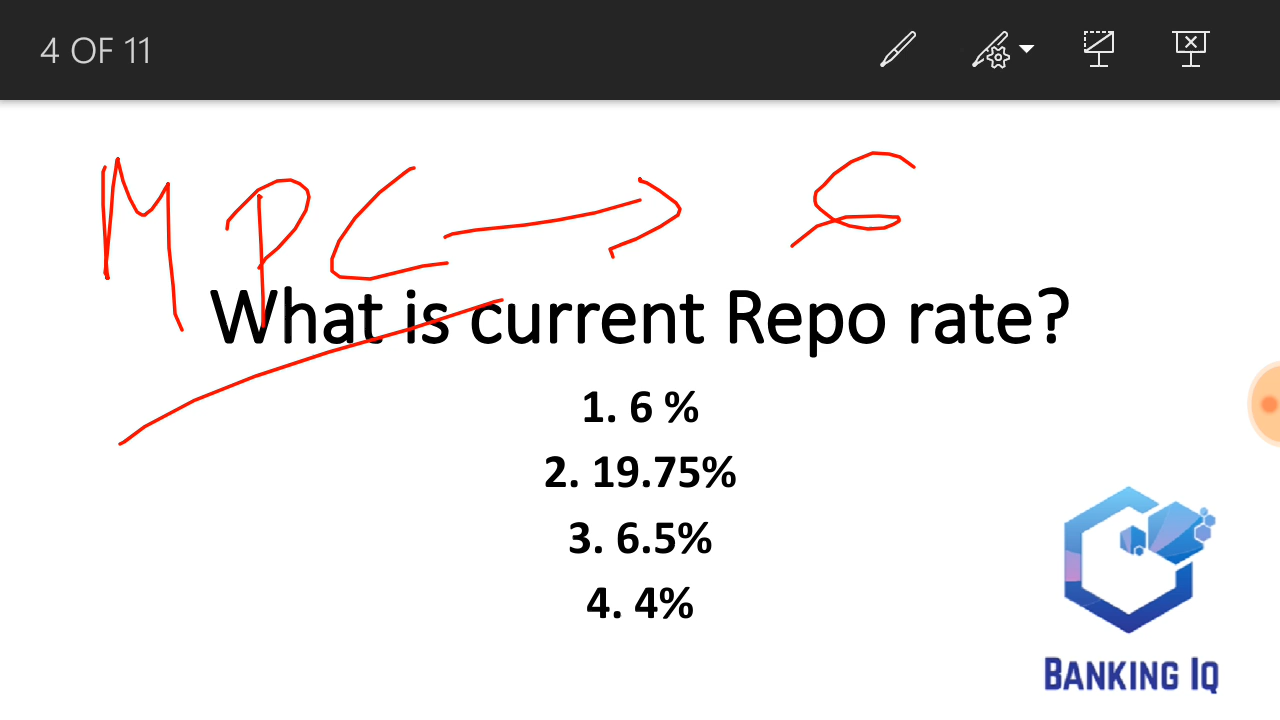 4 OF 11
MPC → 6
What is current Repo rate?
1. 6 %
2. 19.75%
3. 6.5%
4. 4%
BANKING IQ